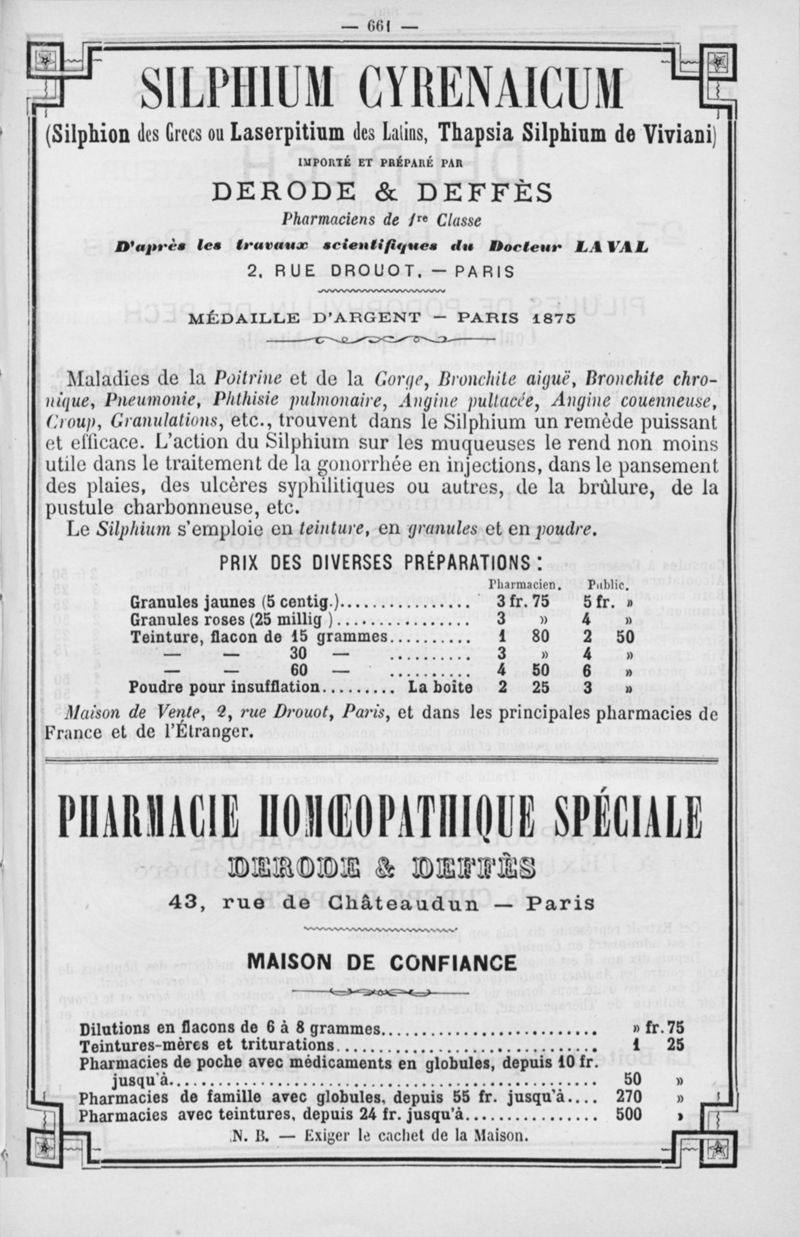 — 661 —
SILPHIUM CYRENAICUM
(Silphion des Grecs ou Laserpitium des Latins, Thapsia Silphium de Viviani)
IMPORTÉ ET PRÉPARÉ PAR
DERODE & DEFFÈS
Pharmaciens de 1re Classe
D'après les travaux scientifiques du Docteur LAVAL
2, RUE DROUOT, — PARIS
MÉDAILLE D'ARGENT — PARIS 1875
Maladies de la Poitrine et de la Gorge, Bronchite aiguë, Bronchite chro-
nique, Pneumonie, Phthisie pulmonaire, Angine pultacée, Angine couenneuse,
Croup, Granulations, etc., trouvent dans le Silphium un remède puissant
et efficace. L'action du Silphium sur les muqueuses le rend non moins
utile dans le traitement de la gonorrhée en injections, dans le pansement
des plaies, des ulcères syphilitiques ou autres, de la brûlure, de la
pustule charbonneuse, etc.
Le Silphium s'emploie en teinture, en granules et en poudre.
PRIX DES DIVERSES PRÉPARATIONS :
Pharmacien. Public.
Granules jaunes (5 centig.)................ 3 fr. 75 5 fr. »
Granules roses (25 millig )................. 3 » 4 »
Teinture, flacon de 15 grammes.......... 1 80 2 50
— — 30 — .......... 3 » 4 »
— — 60 — .......... 4 50 6 »
Poudre pour insufflation......... La boite 2 25 3 »
Maison de Vente, 2, rue Drouot, Paris, et dans les principales pharmacies de
France et de l'Étranger.
PHARMACIE HOMŒOPATHIQUE SPÉCIALE
DERODE & DEFFÈS
43, rue de Châteaudun — Paris
MAISON DE CONFIANCE
Dilutions en flacons de 6 à 8 grammes.......................... » fr. 75
Teintures-mères et triturations................................ 1 25
Pharmacies de poche avec médicaments en globules, depuis 10 fr.
jusqu'à..................................................... 50 »
Pharmacies de famille avec globules, depuis 55 fr. jusqu'à.... 270 »
Pharmacies avec teintures, depuis 24 fr. jusqu'à................ 500 »
N. B. — Exiger le cachet de la Maison.